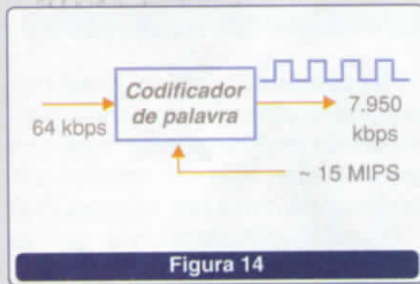 Codificador
de palavra
64 kbps
7.950
kbps
~ 15 MIPS
Figura 14